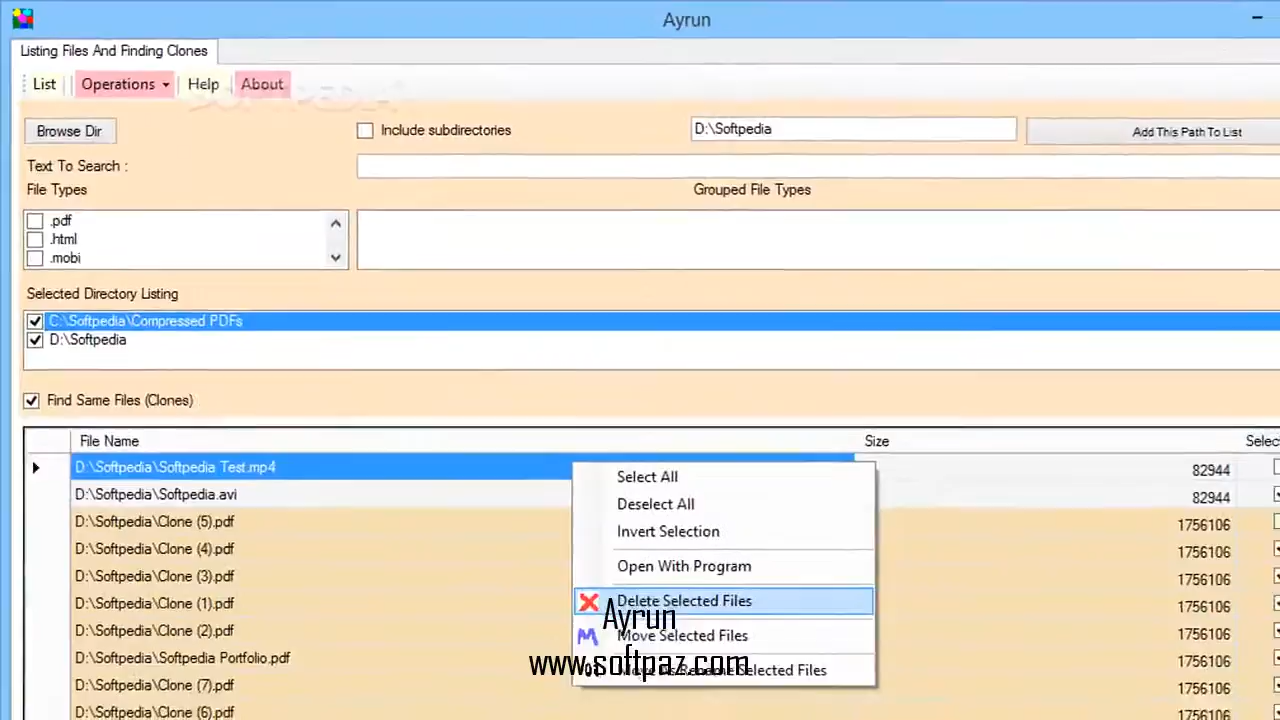 Ayrun
Listing Files And Finding Clones
List Operations Help About
SOFTPEDIA
Browse Dir Include subdirectories D:\Softpedia Add This Path To List
Text To Search :
File Types Grouped File Types
.pdf
.html
.mobi
Selected Directory Listing
C:\Softpedia\Compressed PDFs
D:\Softpedia
Find Same Files (Clones)
File Name Size Selec
D:\Softpedia\Softpedia Test.mp4 82944
D:\Softpedia\Softpedia.avi 82944
D:\Softpedia\Clone (5).pdf 1756106
D:\Softpedia\Clone (4).pdf 1756106
D:\Softpedia\Clone (3).pdf 1756106
D:\Softpedia\Clone (1).pdf 1756106
D:\Softpedia\Clone (2).pdf 1756106
D:\Softpedia\Softpedia Portfolio.pdf 1756106
D:\Softpedia\Clone (7).pdf 1756106
D:\Softpedia\Clone (6).pdf 1756106
Select All
Deselect All
Invert Selection
Open With Program
Delete Selected Files
Move Selected Files
Rename Selected Files
Ayrun
www.softpaz.com